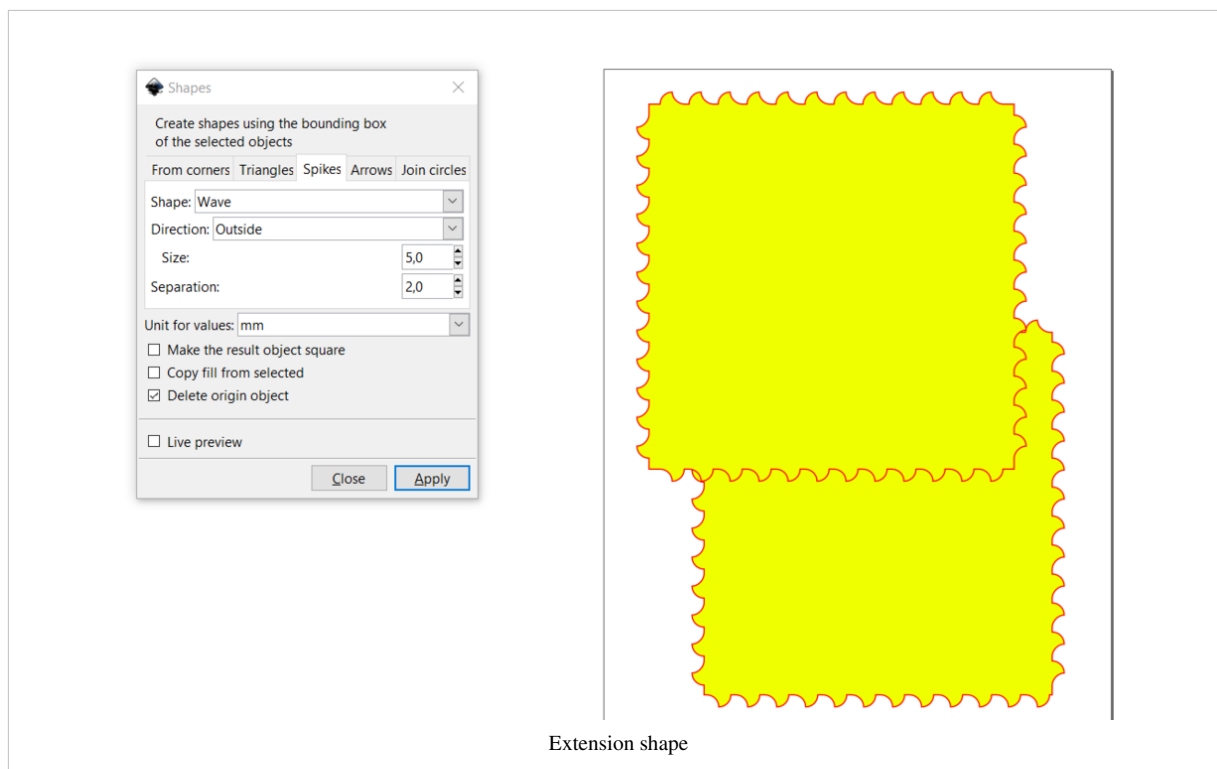 Shapes
Create shapes using the bounding box
of the selected objects
From corners Triangles Spikes Arrows Join circles
Shape: Wave
Direction: Outside
Size: 5,0
Separation: 2,0
Unit for values: mm
Make the result object square
Copy fill from selected
Delete origin object
Live preview
Close Apply
Extension shape